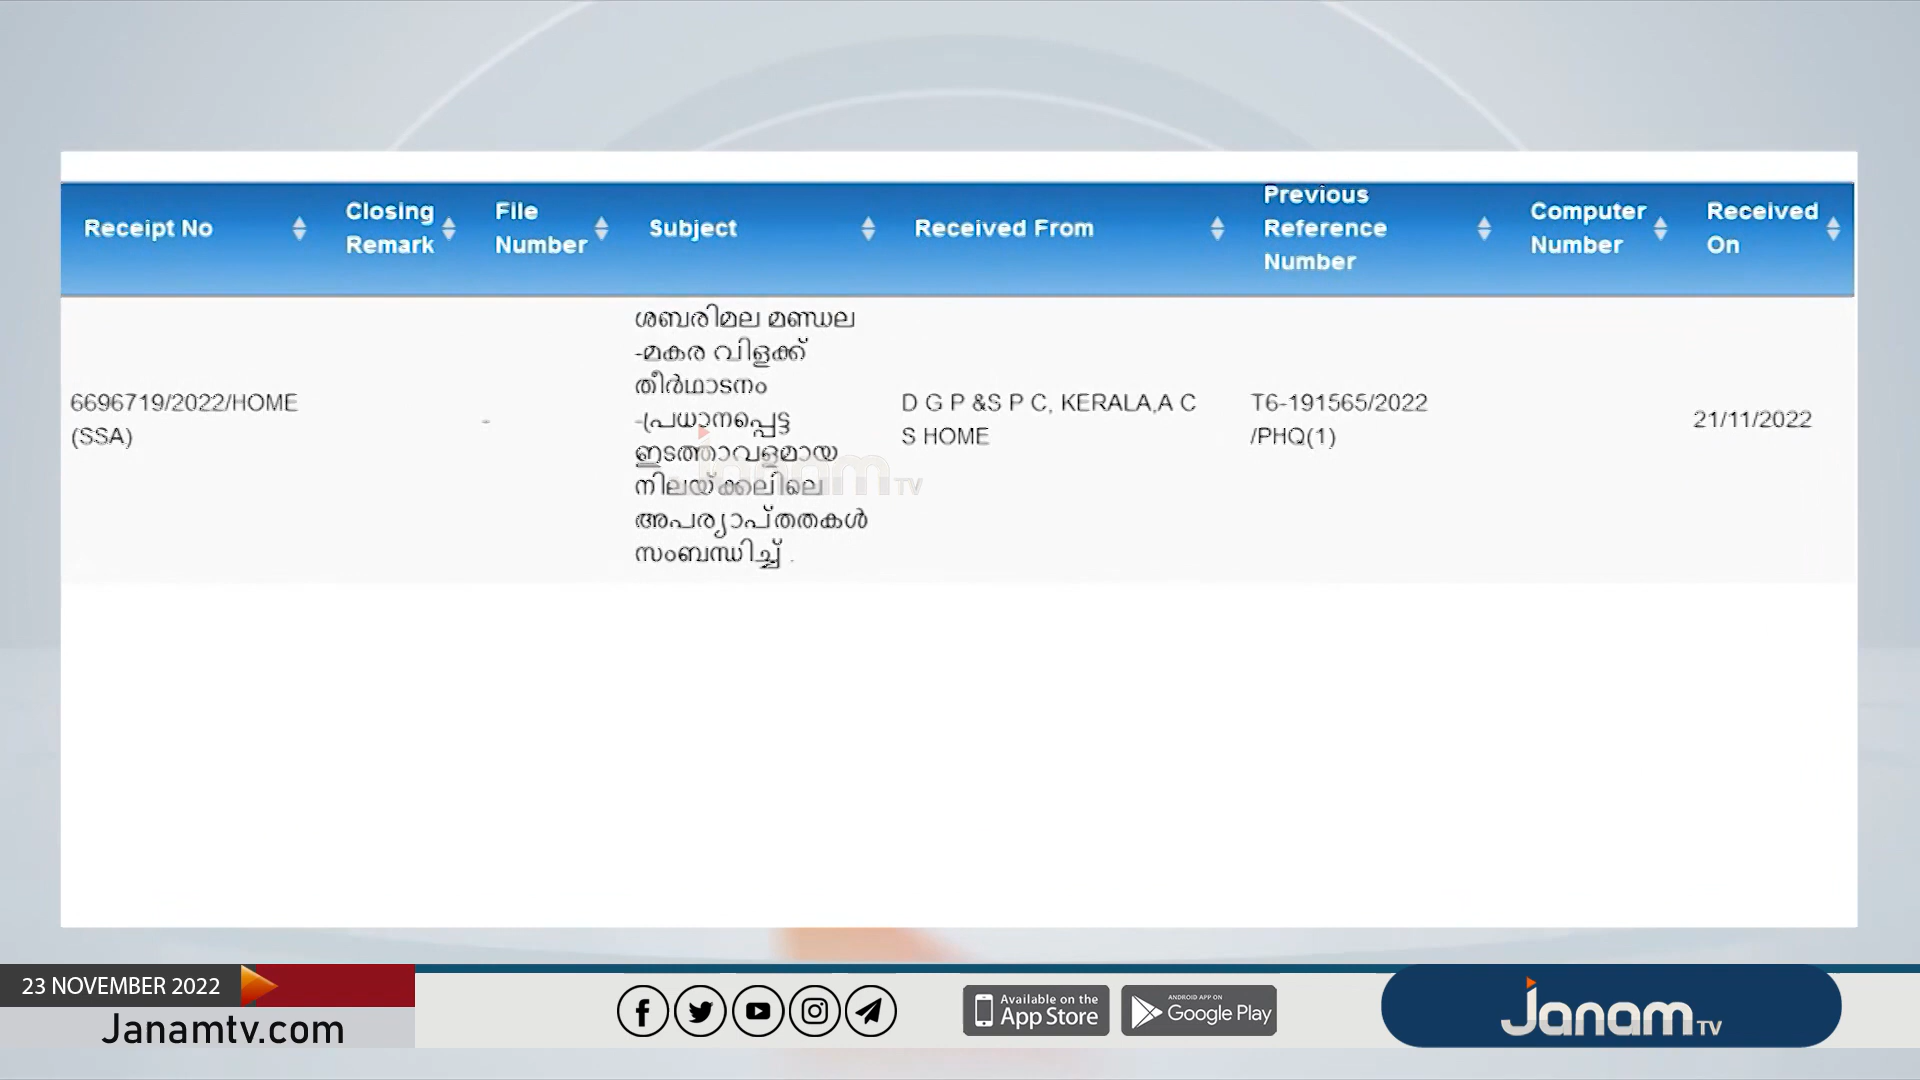 Receipt No
Closing
Remark
File
Number
Subject
Received From
Previous
Reference
Number
Computer
Number
Received
On
6696719/2022/HOME
(SSA)
-
ശബരിമല മണ്ഡല
-മകര വിളക്ക്
തീർഥാടനം
-പ്രധാനപ്പെട്ട
ഇടത്താവളമായ
നിലയ്ക്കലിലെ
അപര്യാപ്തതകൾ
സംബന്ധിച്ച് .
D G P &S P C, KERALA,A C
S HOME
T6-191565/2022
/PHQ(1)
21/11/2022
Janam TV
23 NOVEMBER 2022
Janamtv.com
Available on the
App Store
ANDROID APP ON
Google Play
Janam TV